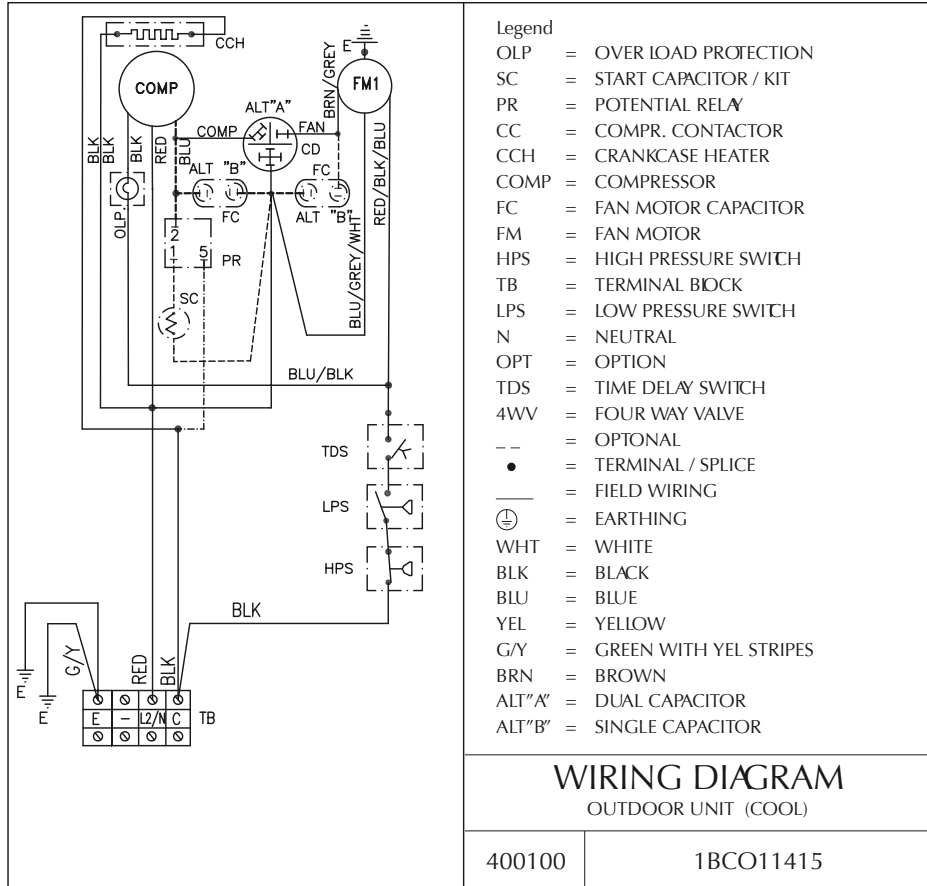 CCH
COMP
E
FM1
BRN/GREY
ALT"A"
COMP
FAN
CD
BLK
BLK
BLK
RED
BLU
ALT "B"
FC
FC
ALT "B"
RED/BLK/BLU
OLP.
2
1 5
PR
SC
BLU/GREY/WHT
BLU/BLK
TDS
LPS
HPS
BLK
G/Y
RED
BLK
E.
E.
E - L2/N C TB
Legend
OLP = OVER LOAD PROTECTION
SC = START CAPACITOR / KIT
PR = POTENTIAL RELAY
CC = COMPR. CONTACTOR
CCH = CRANKCASE HEATER
COMP = COMPRESSOR
FC = FAN MOTOR CAPACITOR
FM = FAN MOTOR
HPS = HIGH PRESSURE SWITCH
TB = TERMINAL BLOCK
LPS = LOW PRESSURE SWITCH
N = NEUTRAL
OPT = OPTION
TDS = TIME DELAY SWITCH
4WV = FOUR WAY VALVE
_ _ = OPTONAL
• = TERMINAL / SPLICE
____ = FIELD WIRING
⏚ = EARTHING
WHT = WHITE
BLK = BLACK
BLU = BLUE
YEL = YELLOW
G/Y = GREEN WITH YEL STRIPES
BRN = BROWN
ALT"A" = DUAL CAPACITOR
ALT"B" = SINGLE CAPACITOR
WIRING DIAGRAM
OUTDOOR UNIT (COOL)
400100 1BCO11415